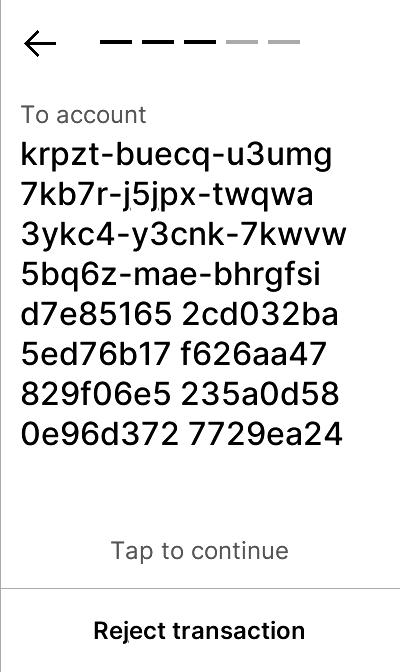 To account
krpzt-buecq-u3umg
7kb7r-j5jpx-twqwa
3ykc4-y3cnk-7kwvw
5bq6z-mae-bhrgfsi
d7e85165 2cd032ba
5ed76b17 f626aa47
829f06e5 235a0d58
0e96d372 7729ea24
Tap to continue
Reject transaction